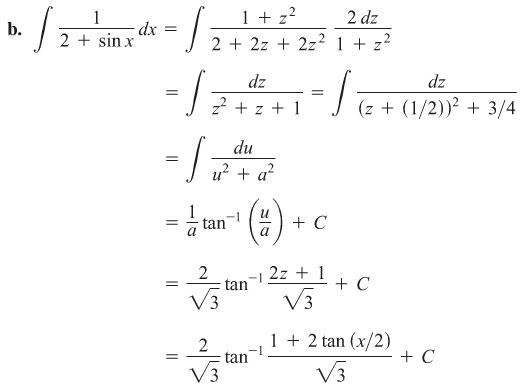 b. ∫ 1/(2 + sin x) dx = ∫ (1 + z²)/(2 + 2z + 2z²) (2 dz)/(1 + z²)
= ∫ dz/(z² + z + 1) = ∫ dz/((z + (1/2))² + 3/4)
= ∫ du/(u² + a²)
= (1/a) tan⁻¹ (u/a) + C
= (2/√3) tan⁻¹ (2z + 1)/√3 + C
= (2/√3) tan⁻¹ (1 + 2 tan (x/2))/√3 + C